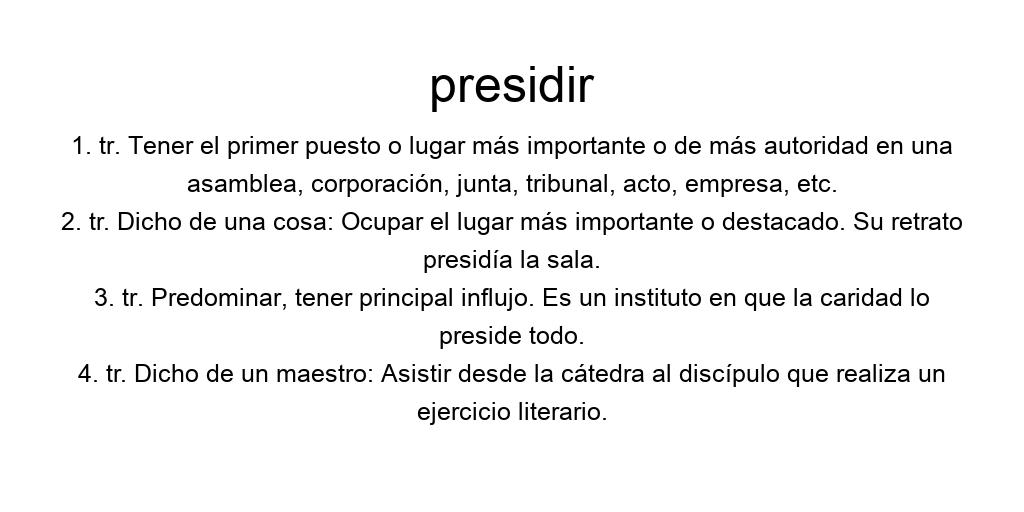 presidir
1. tr. Tener el primer puesto o lugar más importante o de más autoridad en una
asamblea, corporación, junta, tribunal, acto, empresa, etc.
2. tr. Dicho de una cosa: Ocupar el lugar más importante o destacado. Su retrato
presidía la sala.
3. tr. Predominar, tener principal influjo. Es un instituto en que la caridad lo
preside todo.
4. tr. Dicho de un maestro: Asistir desde la cátedra al discípulo que realiza un
ejercicio literario.